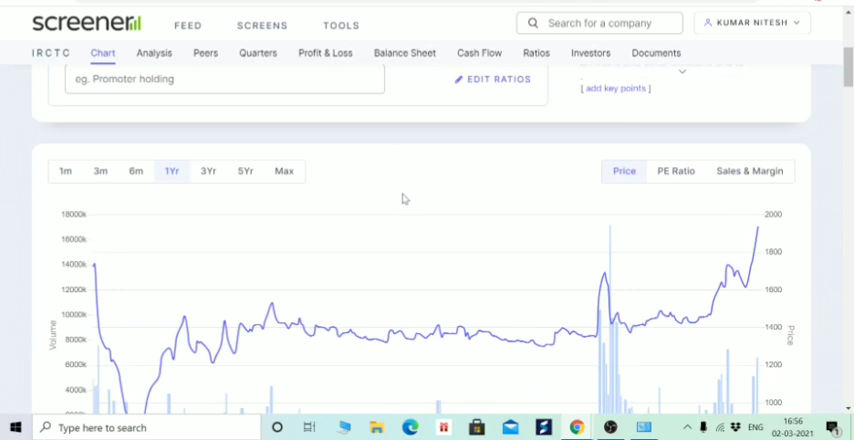 screener
FEED SCREENS TOOLS
Search for a company
KUMAR NITESH
IRCTC Chart Analysis Peers Quarters Profit & Loss Balance Sheet Cash Flow Ratios Investors Documents
eg. Promoter holding
EDIT RATIOS
[ add key points ]
1m 3m 6m 1Yr 3Yr 5Yr Max
Price PE Ratio Sales & Margin
18000k 2000
16000k
1800
14000k
12000k 1600
10000k
1400
8000k
6000k 1200
4000k
1000
Volume
Price
Type here to search
ENG
16:56
02-03-2021